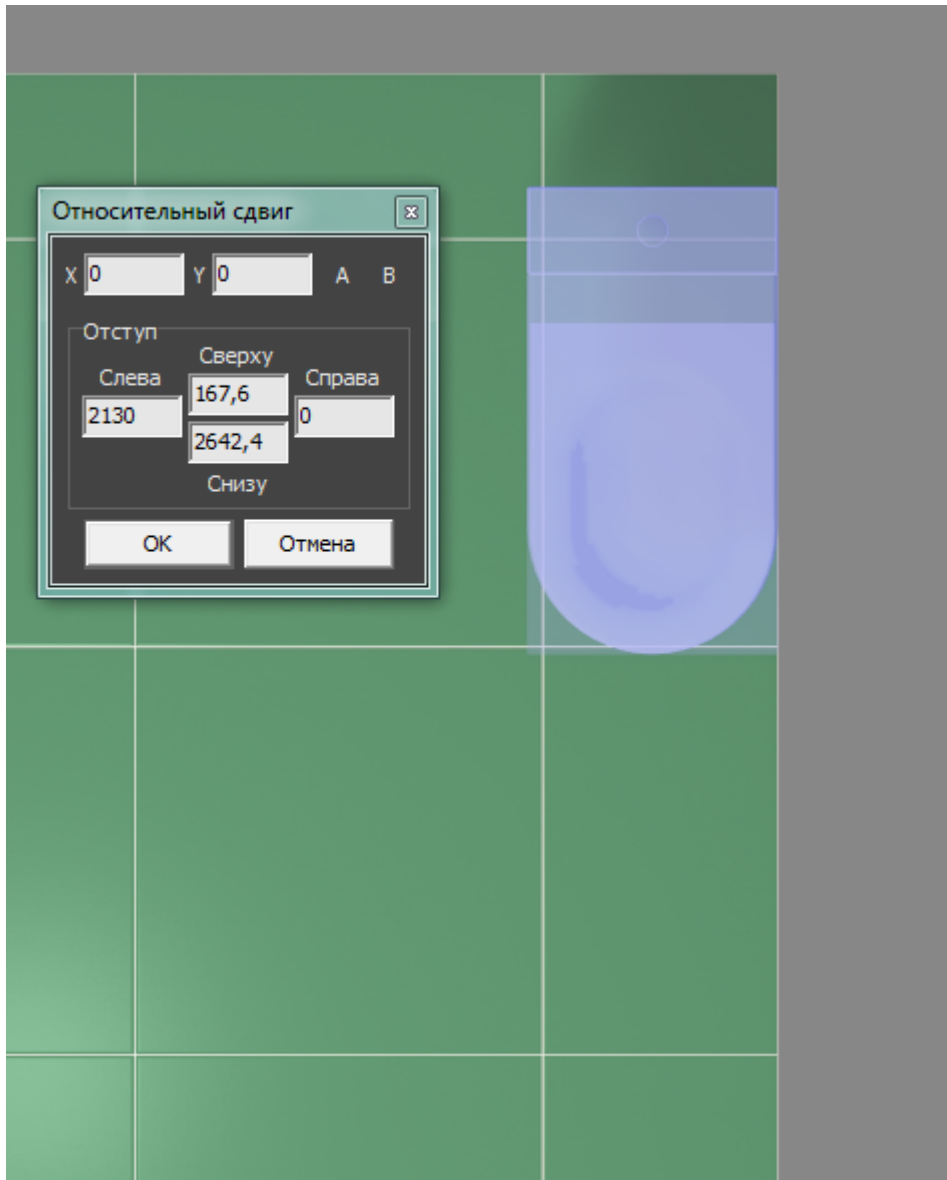 Относительный сдвиг
X 0 Y 0 A B
Отступ
Сверху
Слева Справа
167,6
2130 0
2642,4
Снизу
OK Отмена